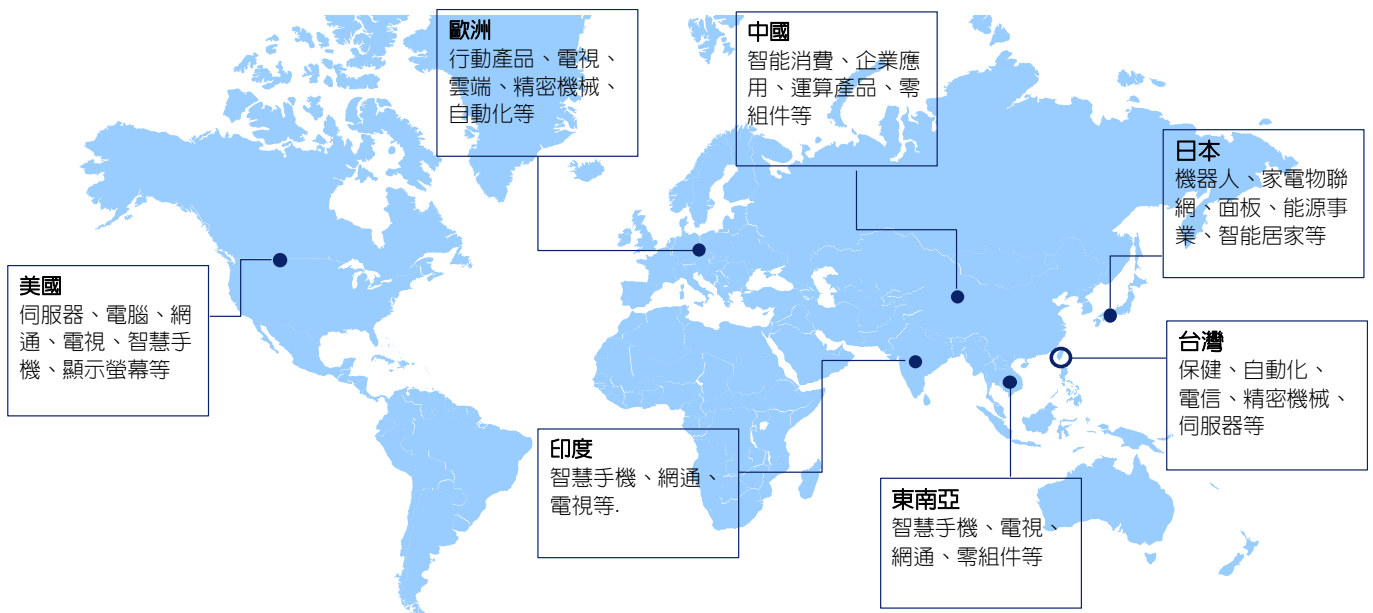 歐洲
行動產品、電視、
雲端、精密機械、
自動化等
中國
智能消費、企業應
用、運算產品、零
組件等
日本
機器人、家電物聯
網、面板、能源事
業、智能居家等
美國
伺服器、電腦、網
通、電視、智慧手
機、顯示螢幕等
台灣
保健、自動化、
電信、精密機械、
伺服器等
印度
智慧手機、網通、
電視等.
東南亞
智慧手機、電視、
網通、零組件等